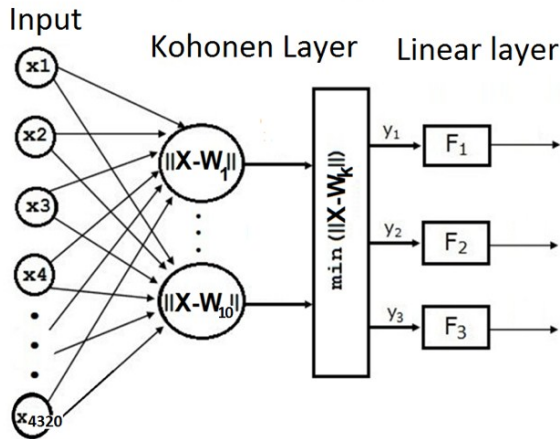 Input
Kohonen Layer
Linear layer
x1
x2
x3
x4
x4320
||X-W1||
||X-W10||
min (||X-Wk||)
y1
y2
y3
F1
F2
F3